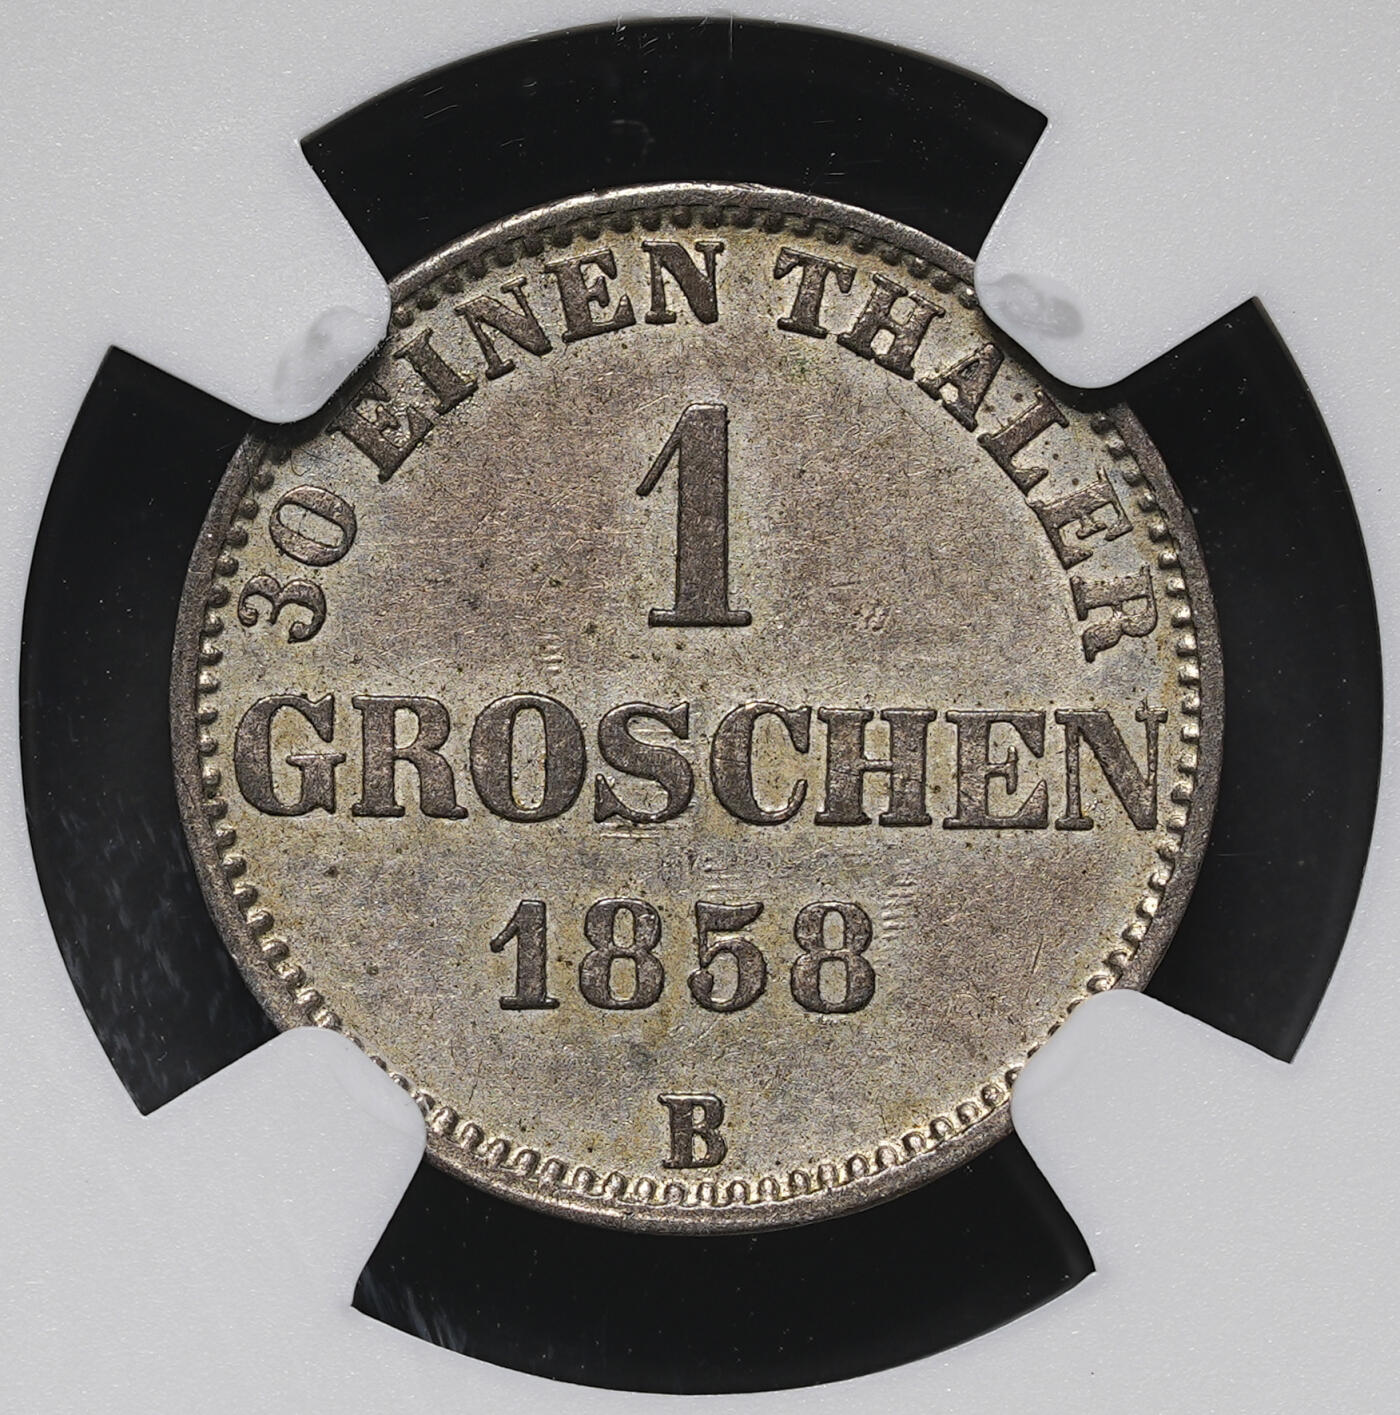 30 EINEN THALER
1
GROSCHEN
1858
B